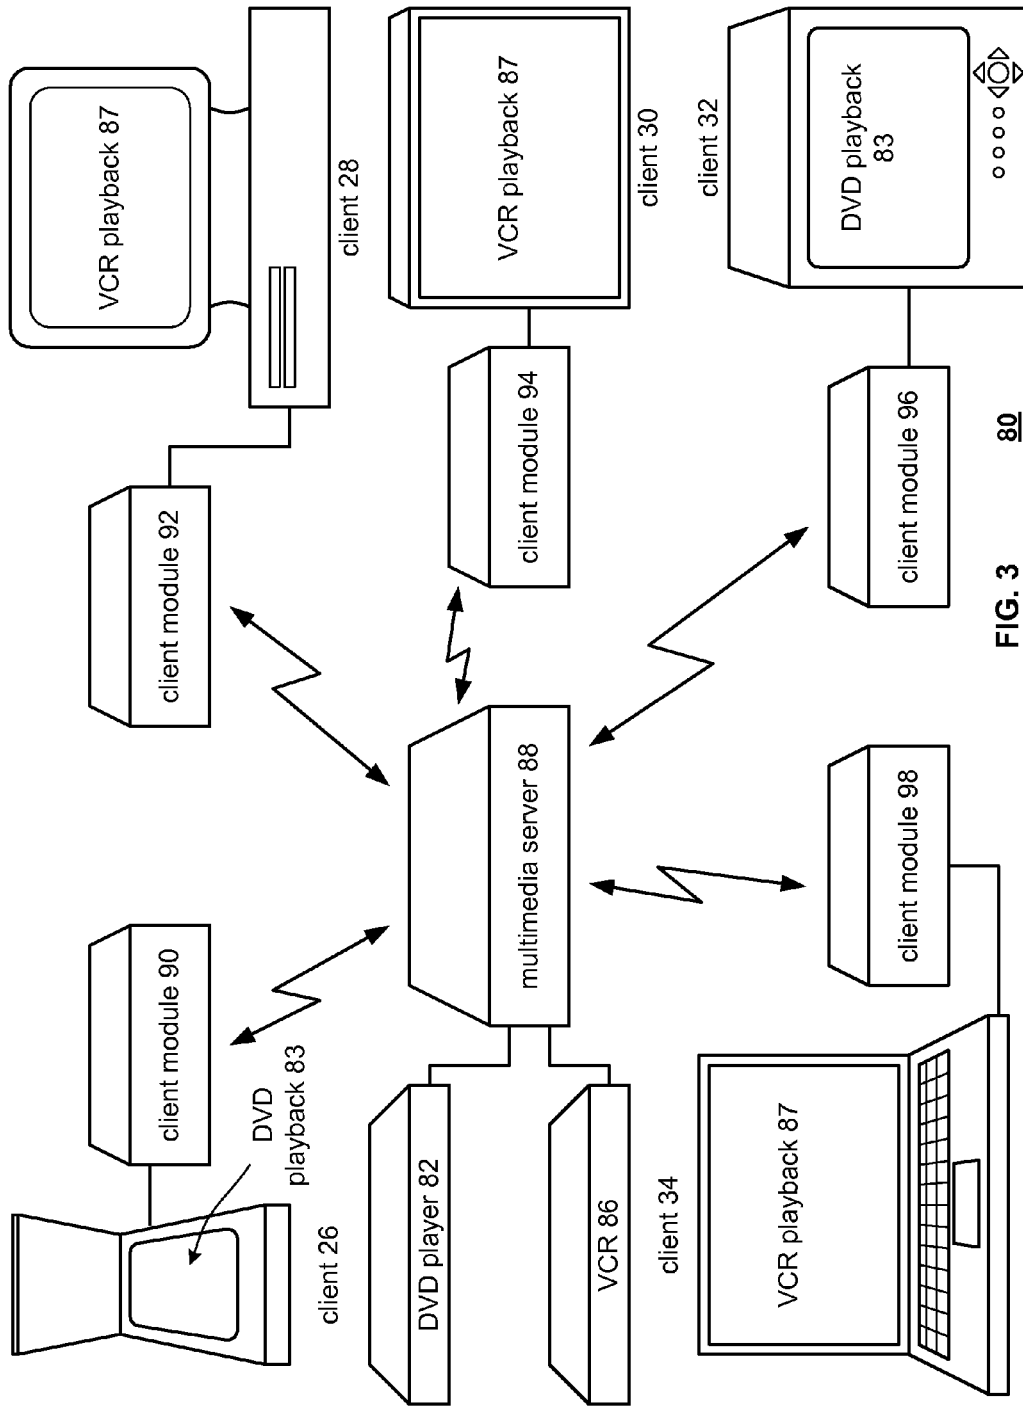 client module 90
DVD
playback 83
client 26
client module 92
VCR playback 87
client 28
DVD player 82
VCR 86
multimedia server 88
client module 94
VCR playback 87
client 30
client 34
VCR playback 87
client module 98
client module 96
client 32
DVD playback
83
FIG. 3
80